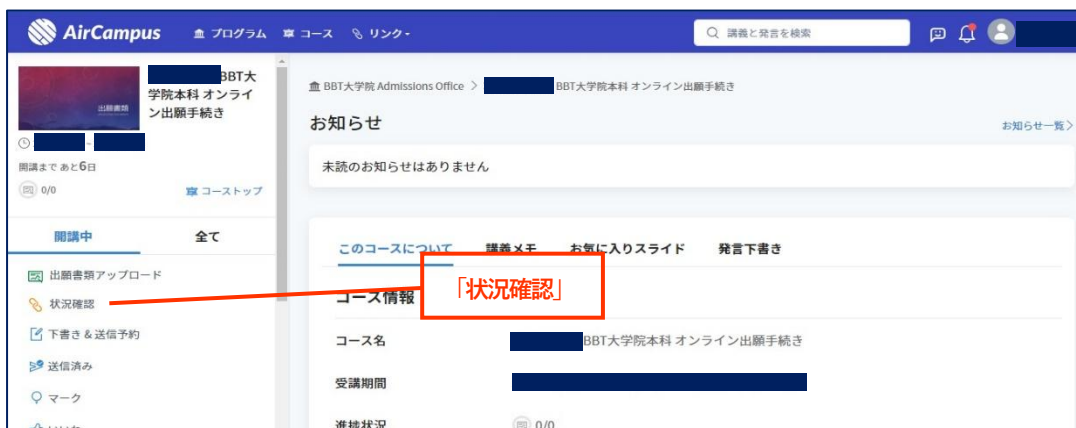 AirCampus プログラム コース リンク 講義と発言を検索
出願書類
BBT大
学院本科 オンライ
ン出願手続き
-
開講まで あと6日
0/0 コーストップ
開講中 全て
出願書類アップロード
状況確認
下書き & 送信予約
送信済み
マーク
BBT大学院 Admissions Office > BBT大学院本科 オンライン出願手続き
お知らせ お知らせ一覧>
未読のお知らせはありません
このコースについて 講義メモ お気に入りスライド 発言下書き
コース情報
「状況確認」
コース名 BBT大学院本科 オンライン出願手続き
受講期間
進捗状況 0/0